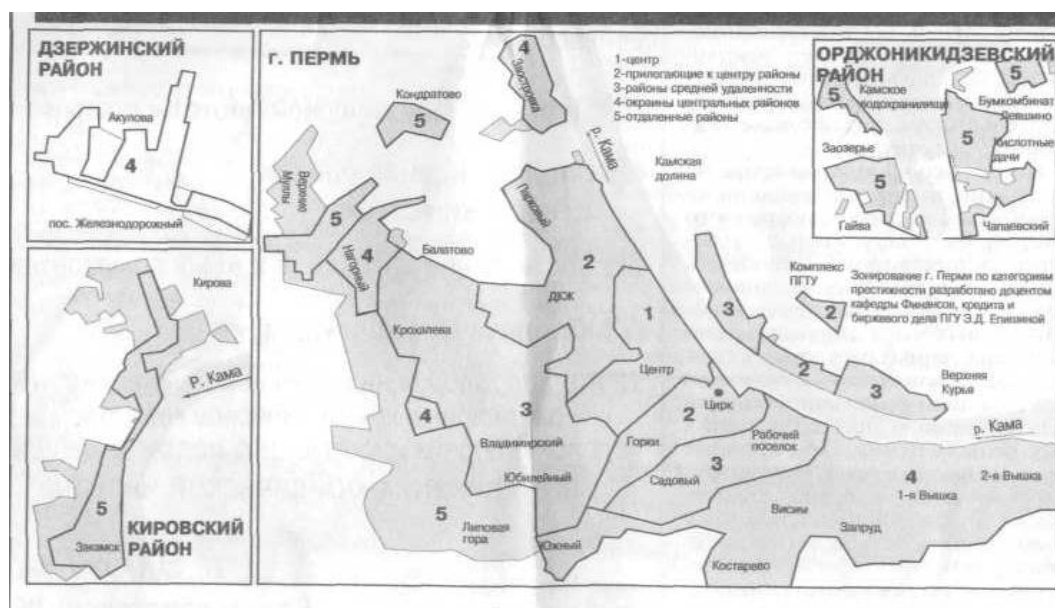 ДЗЕРЖИНСКИЙ
РАЙОН
Акулова
4
пос. Железнодорожный
Кирова
Р. Кама
5
Закамск
КИРОВСКИЙ
РАЙОН
г. ПЕРМЬ
1-центр
2-прилогающие к центру районы
3-районы средней удаленности
4-окраины центральных районов
5-отдаленные районы
4
Заостровка
Кондратово
5
р. Кама
Камская
долина
Верхние
Муллы
5
4
Нагорный
Балатово
Парковый
2
ДКЖ
1
3
Крохалева
Центр
2
Цирк
2
3
Верхняя
Курья
р. Кама
4
3
Владимирский
Горки
Рабочий
поселок
Юбилейный
Садовый
3
4
1-я Вышка
2-я Вышка
5
Липовая
гора
Висим
Запруд
Южный
Костарево
ОРДЖОНИКИДЗЕВСКИЙ
РАЙОН
5
Камское
водохранилище
5
Бумкомбинат
Левшино
5
Кислотные
дачи
Заозерье
5
Гайва
Чапаевский
Комплекс
ПГТУ
2
Зонирование г. Перми по категориям
престижности разработано доцентом
кафедры Финансов, кредита и
биржевого дела ПГУ Э.Д. Епишиной